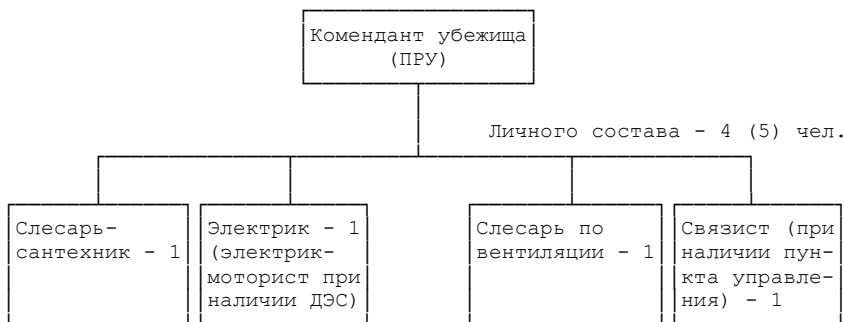 Комендант убежища
(ПРУ)
Личного состава - 4 (5) чел.
Слесарь-
сантехник - 1
Электрик - 1
(электрик-
моторист при
наличии ДЭС)
Слесарь по
вентиляции - 1
Связист (при
наличии пун-
кта управле-
ния) - 1